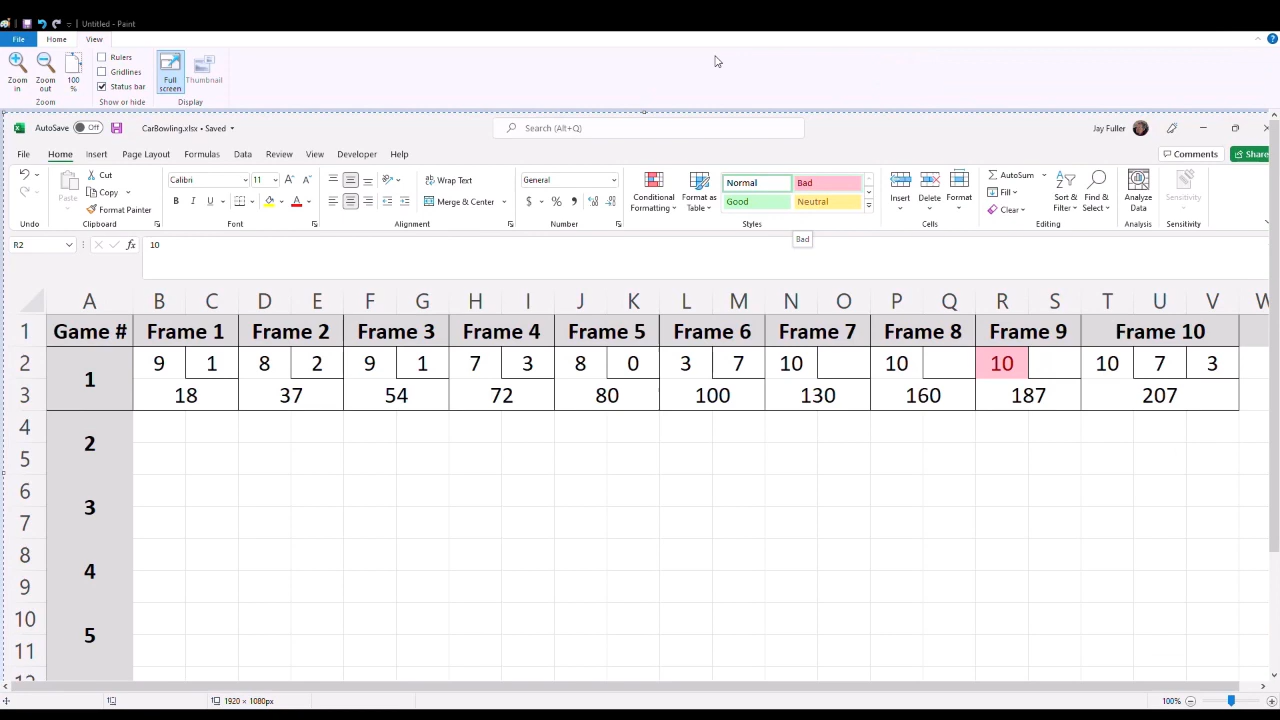 Untitled - Paint
File Home View
Zoom in Zoom out 100 % Rulers Gridlines Status bar Full screen Thumbnail
Zoom Show or hide Display
AutoSave Off CarBowling.xlsx • Saved Search (Alt+Q) Jay Fuller
File Home Insert Page Layout Formulas Data Review View Developer Help Comments Share
Paste Cut Copy Format Painter Calibri 11 B I U A Wrap Text Merge & Center General $ % Conditional Formatting Format as Table Normal Bad Good Neutral Insert Delete Format AutoSum Fill Clear Sort & Filter Find & Select Analyze Data Sensitivity
Undo Clipboard Font Alignment Number Styles Cells Editing Analysis Sensitivity
Bad
R2 fx 10
A B C D E F G H I J K L M N O P Q R S T U V W
1 Game # Frame 1 Frame 2 Frame 3 Frame 4 Frame 5 Frame 6 Frame 7 Frame 8 Frame 9 Frame 10
2 9 1 8 2 9 1 7 3 8 0 3 7 10 10 10 10 7 3
1
3 18 37 54 72 80 100 130 160 187 207
4
2
5
6
3
7
8
4
9
10
5
11
12
1920 × 1080px 100%